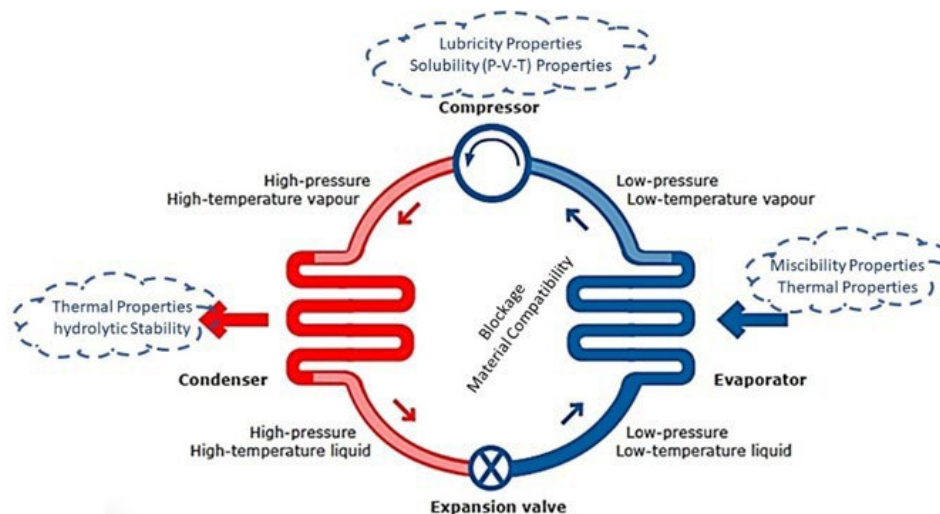 Lubricity Properties
Solubility (P-V-T) Properties
Compressor
High-pressure
High-temperature vapour
Low-pressure
Low-temperature vapour
Thermal Properties
hydrolytic Stability
Blockage
Material Compatibility
Miscibility Properties
Thermal Properties
Condenser
Evaporator
High-pressure
High-temperature liquid
Low-pressure
Low-temperature liquid
Expansion valve